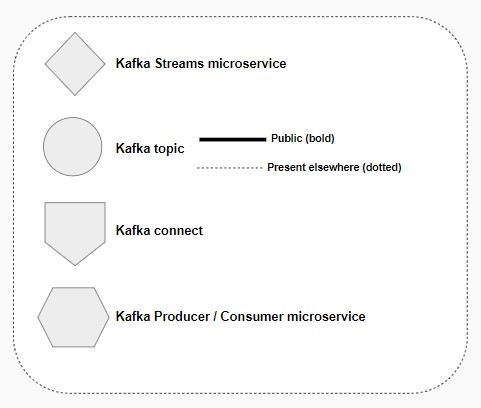 Kafka Streams microservice
Kafka topic
Public (bold)
Present elsewhere (dotted)
Kafka connect
Kafka Producer / Consumer microservice